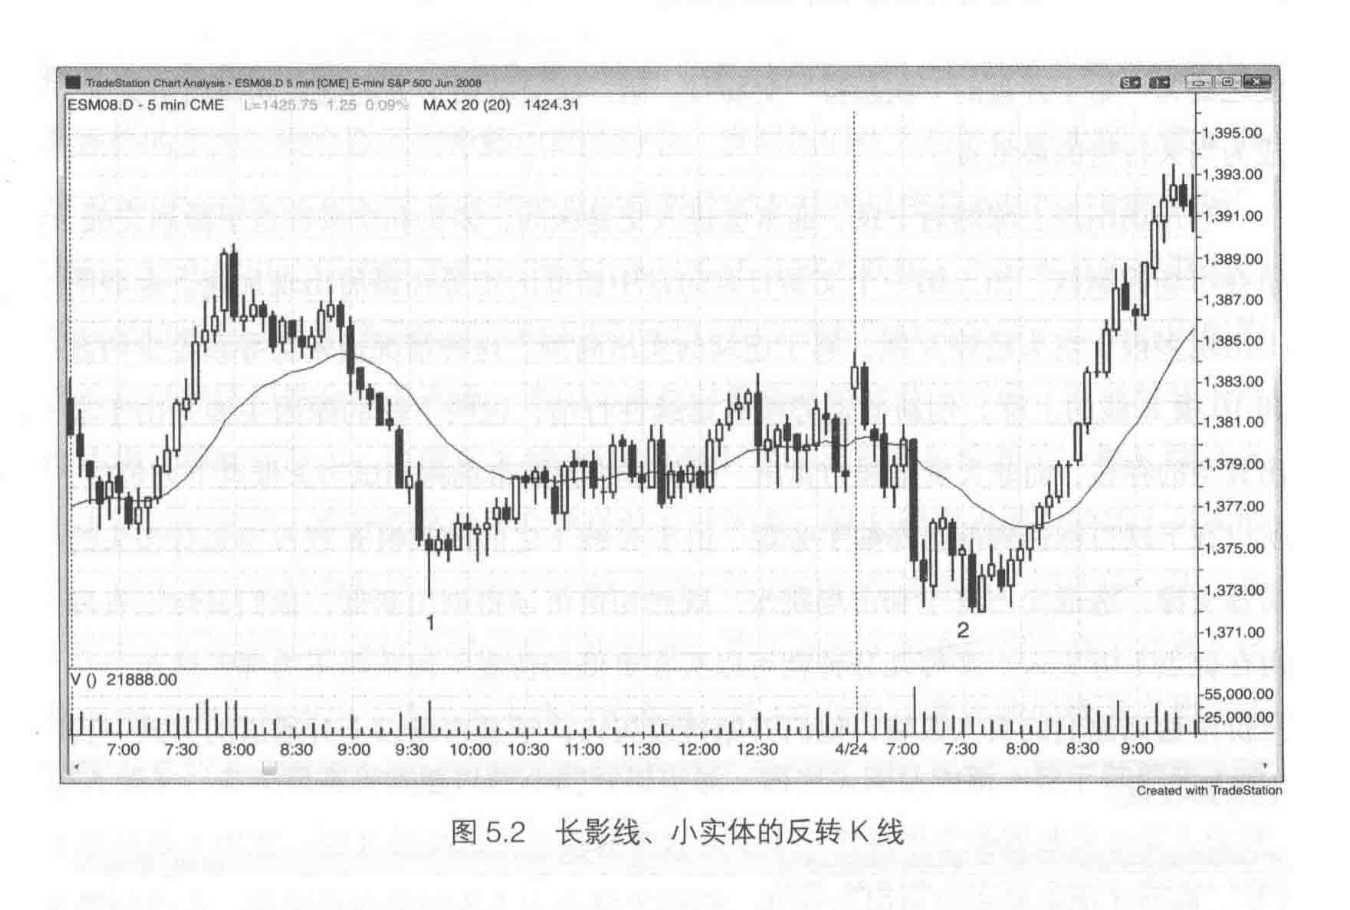 TradeStation Chart Analysis - ESM08.D 5 min [CME] E-mini S&P 500 Jun 2008
ESM08.D - 5 min CME L=1425.75 1.25 0.09% MAX 20 (20) 1424.31
1,395.00
1,393.00
1,391.00
1,389.00
1,387.00
1,385.00
1,383.00
1,381.00
1,379.00
1,377.00
1,375.00
1,373.00
1,371.00
1
2
V () 21888.00
55,000.00
25,000.00
7:00 7:30 8:00 8:30 9:00 9:30 10:00 10:30 11:00 11:30 12:00 12:30 4/24 7:00 7:30 8:00 8:30 9:00
Created with TradeStation
图 5.2 长影线、小实体的反转 K 线